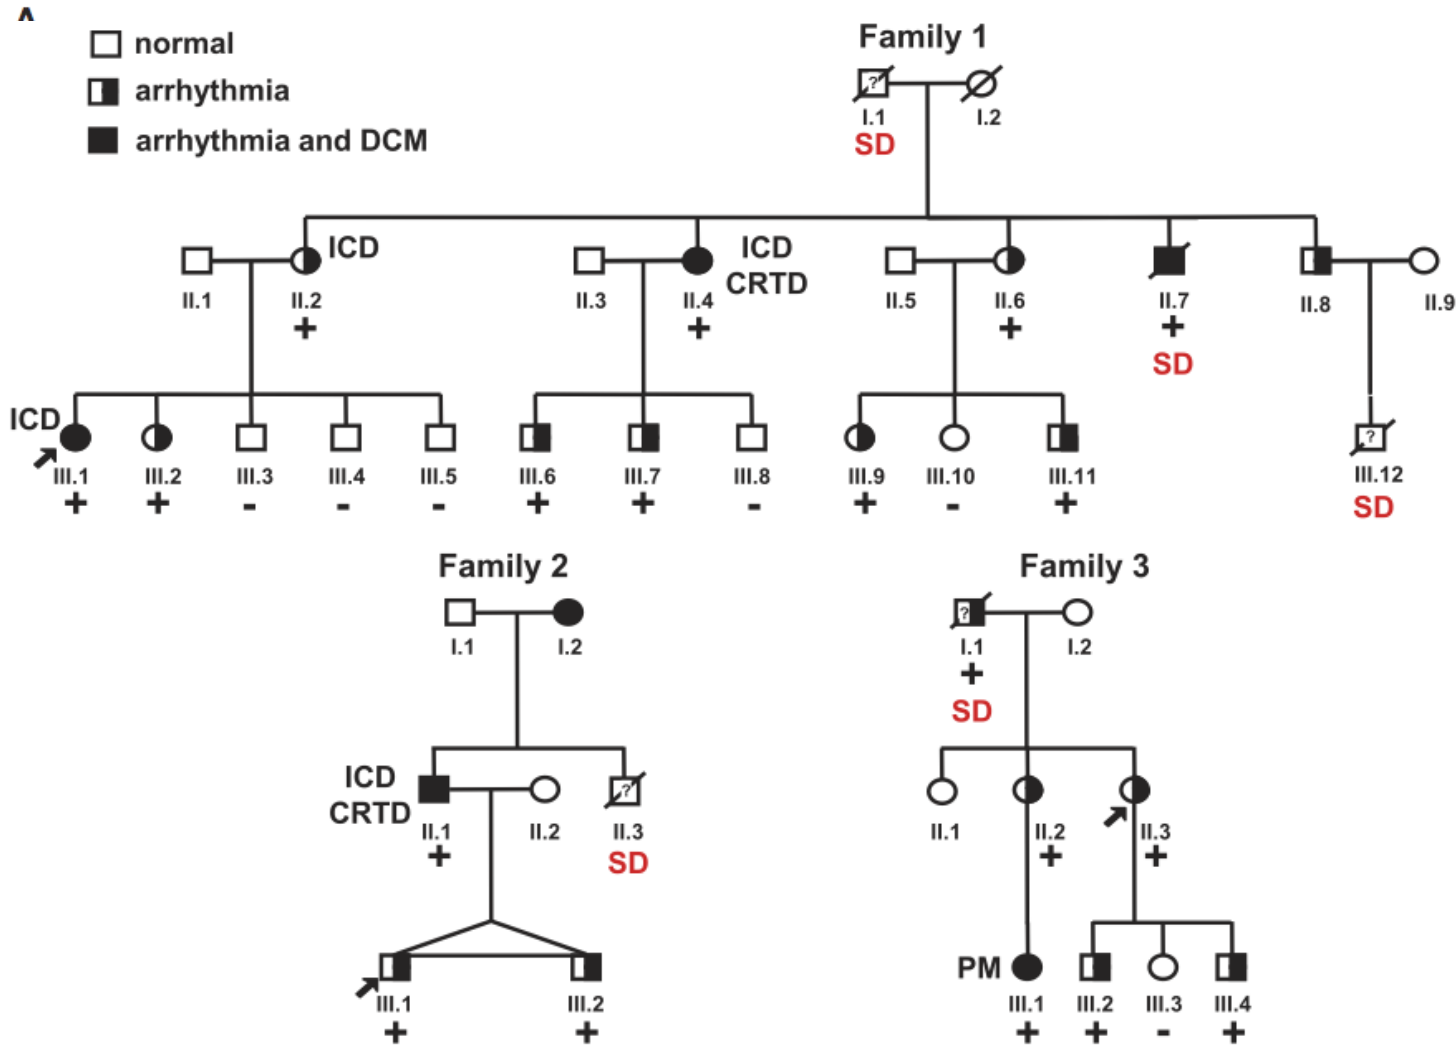 A
normal
arrhythmia
arrhythmia and DCM
Family 1
?
I.1
I.2
SD
ICD
ICD
CRTD
II.1
II.2
II.3
II.4
II.5
II.6
II.7
II.8
II.9
+
+
+
+
SD
ICD
?
III.1
III.2
III.3
III.4
III.5
III.6
III.7
III.8
III.9
III.10
III.11
III.12
+
+
-
-
-
+
+
-
+
-
+
SD
Family 2
I.1
I.2
ICD
CRTD
?
II.1
II.2
II.3
+
SD
III.1
III.2
+
+
Family 3
?
I.1
I.2
+
SD
II.1
II.2
II.3
+
+
PM
III.1
III.2
III.3
III.4
+
+
-
+